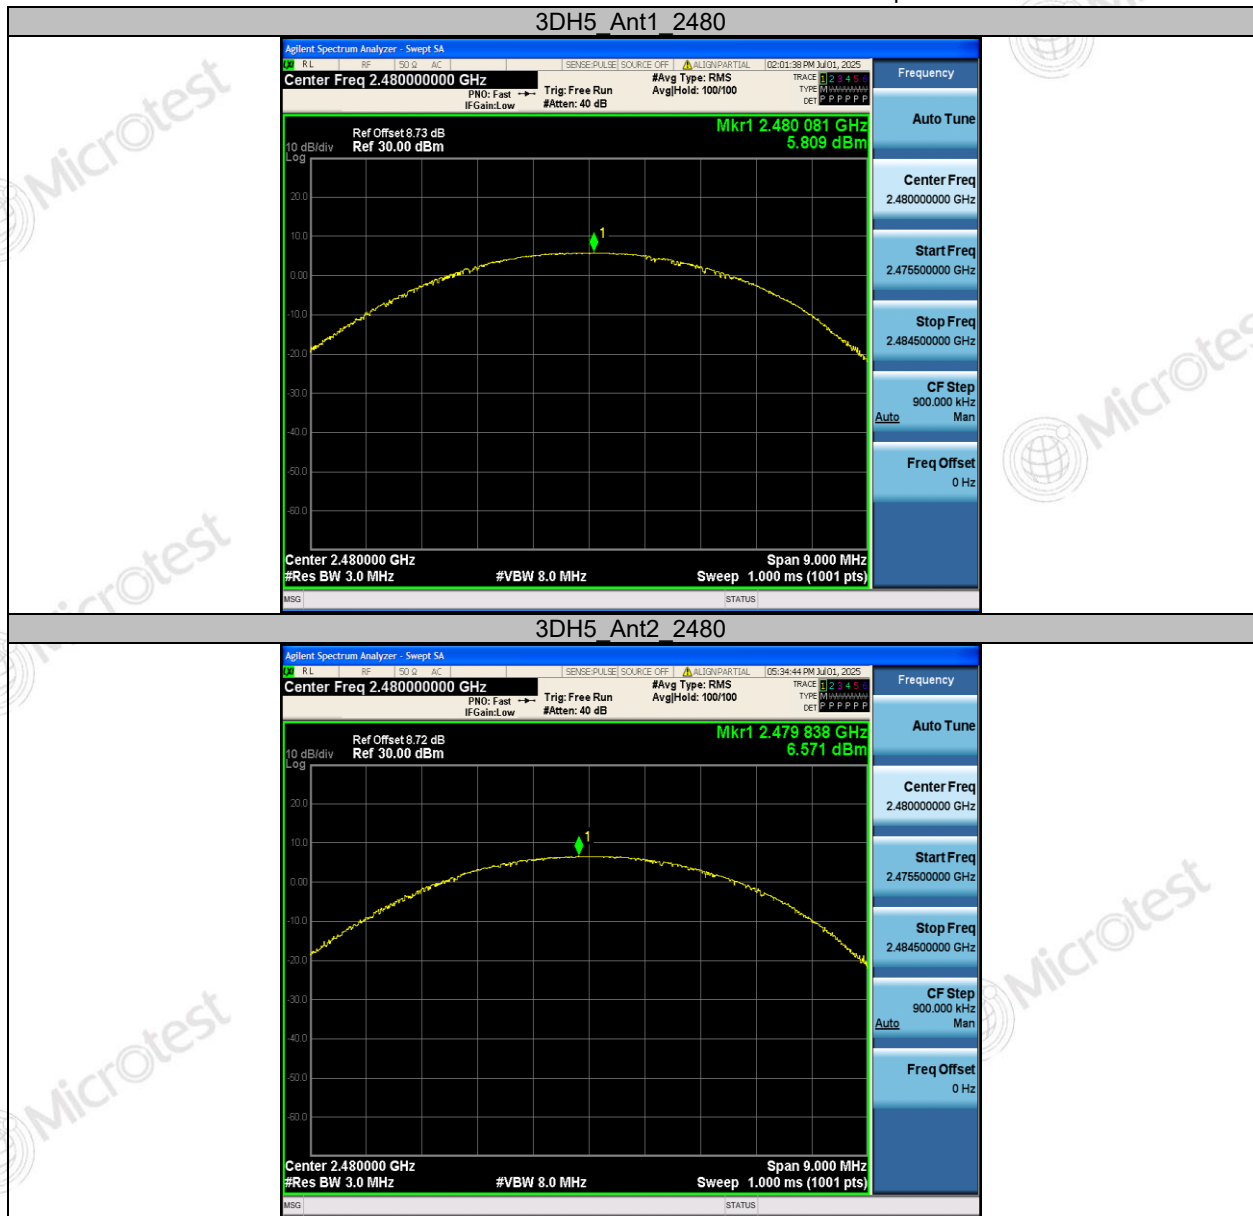 3DH5_Ant1_2480
Agilent Spectrum Analyzer - Swept SA
RL RF 50 Ω AC SENSE:PULSE SOURCE OFF ALIGNPARTIAL 02:01:38 PM Jul 01, 2025
Center Freq 2.480000000 GHz #Avg Type: RMS TRACE 1 2 3 4 5 6
PNO: Fast Trig: Free Run Avg|Hold: 100/100 TYPE M
IFGain:Low #Atten: 40 dB DET P P P P P P
Frequency
Mkr1 2.480 081 GHz
5.809 dBm
Ref Offset 8.73 dB
10 dB/div Ref 30.00 dBm
Log
20.0
10.0
0.00
-10.0
-20.0
-30.0
-40.0
-50.0
-60.0
1
Center 2.480000 GHz Span 9.000 MHz
#Res BW 3.0 MHz #VBW 8.0 MHz Sweep 1.000 ms (1001 pts)
MSG STATUS
Auto Tune
Center Freq
2.480000000 GHz
Start Freq
2.475500000 GHz
Stop Freq
2.484500000 GHz
CF Step
900.000 kHz
Auto Man
Freq Offset
0 Hz
3DH5_Ant2_2480
Agilent Spectrum Analyzer - Swept SA
RL RF 50 Ω AC SENSE:PULSE SOURCE OFF ALIGNPARTIAL 05:34:44 PM Jul 01, 2025
Center Freq 2.480000000 GHz #Avg Type: RMS TRACE 1 2 3 4 5 6
PNO: Fast Trig: Free Run Avg|Hold: 100/100 TYPE M
IFGain:Low #Atten: 40 dB DET P P P P P P
Frequency
Mkr1 2.479 838 GHz
6.571 dBm
Ref Offset 8.72 dB
10 dB/div Ref 30.00 dBm
Log
20.0
10.0
0.00
-10.0
-20.0
-30.0
-40.0
-50.0
-60.0
1
Center 2.480000 GHz Span 9.000 MHz
#Res BW 3.0 MHz #VBW 8.0 MHz Sweep 1.000 ms (1001 pts)
MSG STATUS
Auto Tune
Center Freq
2.480000000 GHz
Start Freq
2.475500000 GHz
Stop Freq
2.484500000 GHz
CF Step
900.000 kHz
Auto Man
Freq Offset
0 Hz
Microtest
Microtest
Microtest
Microtest